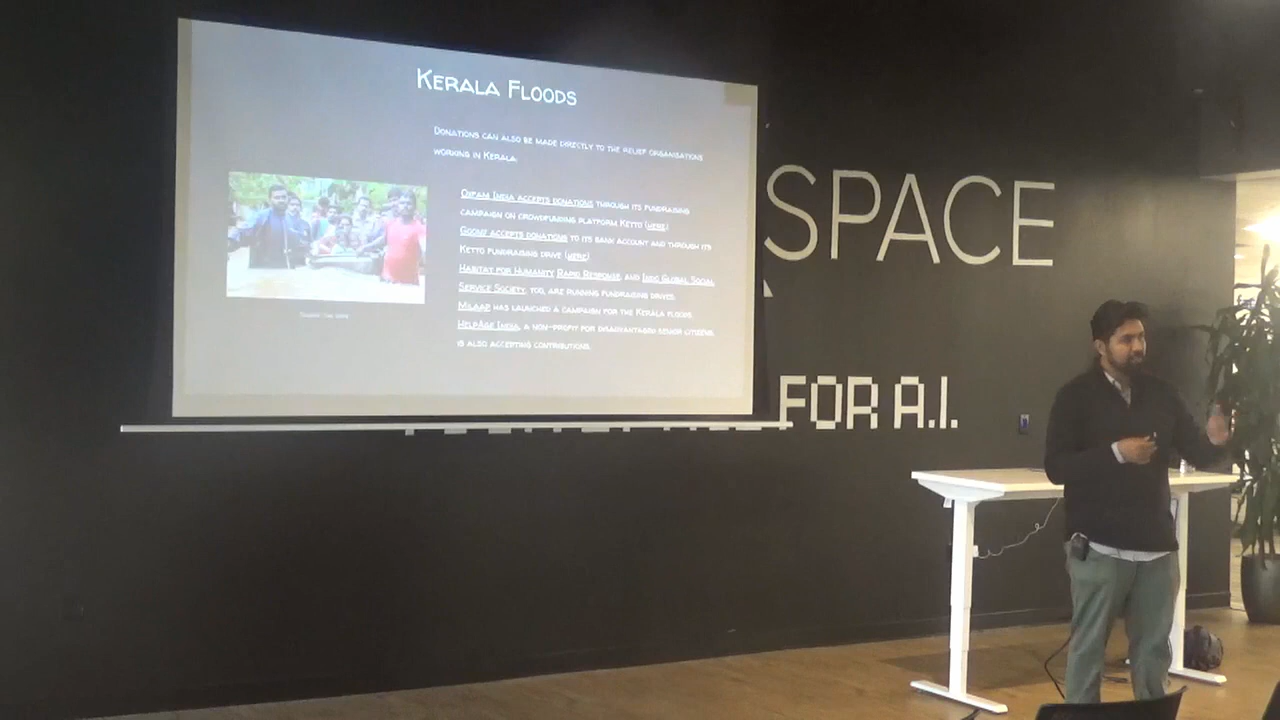 KERALA FLOODS
DONATIONS CAN ALSO BE MADE DIRECTLY TO THE RELIEF ORGANISATIONS
WORKING IN KERALA:
OXFAM INDIA ACCEPTS DONATIONS THROUGH ITS FUNDRAISING
CAMPAIGN ON CROWDFUNDING PLATFORM KETTO (HERE)
GOONJ ACCEPTS DONATIONS TO ITS BANK ACCOUNT AND THROUGH ITS
KETTO FUNDRAISING DRIVE (HERE)
HABITAT FOR HUMANITY RAPID RESPONSE, AND INDO GLOBAL SOCIAL
SERVICE SOCIETY, TOO, ARE RUNNING FUNDRAISING DRIVES.
MILAAP HAS LAUNCHED A CAMPAIGN FOR THE KERALA FLOODS.
HELPAGE INDIA, A NON-PROFIT FOR DISADVANTAGED SENIOR CITIZENS,
IS ALSO ACCEPTING CONTRIBUTIONS.
SPACE
FOR A.I.